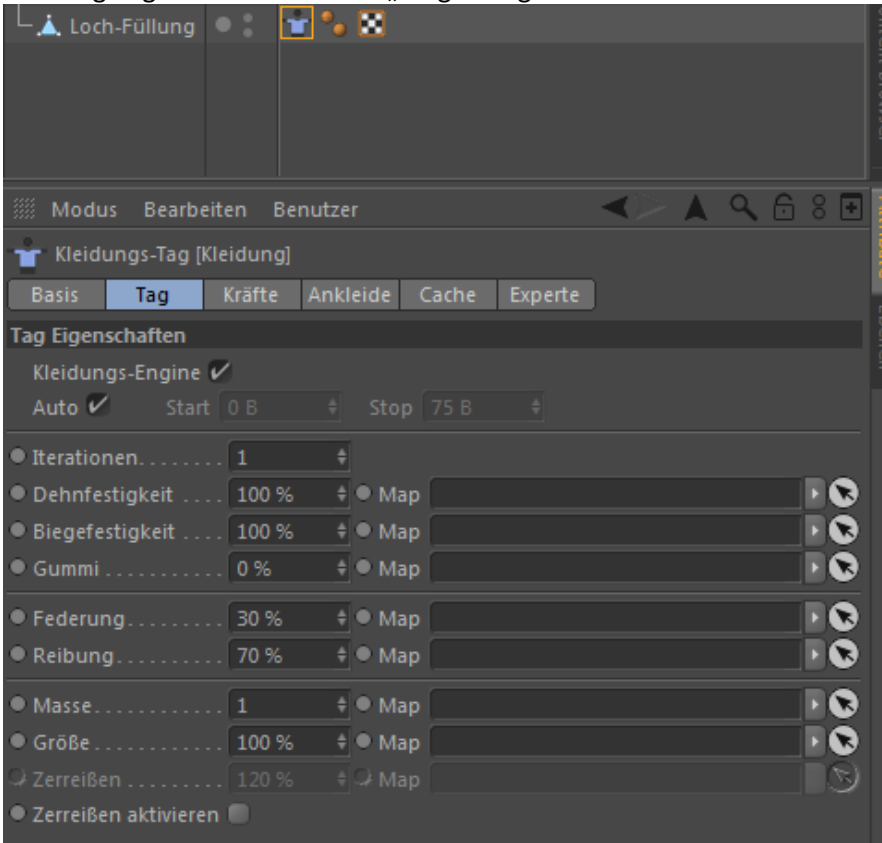 Loch-Füllung
Modus Bearbeiten Benutzer
Kleidungs-Tag [Kleidung]
Basis Tag Kräfte Ankleide Cache Experte
Tag Eigenschaften
Kleidungs-Engine
Auto Start 0 B Stop 75 B
Iterationen........ 1
Dehnfestigkeit .... 100 % Map
Biegefestigkeit .... 100 % Map
Gummi ........... 0 % Map
Federung......... 30 % Map
Reibung.......... 70 % Map
Masse............ 1 Map
Größe............ 100 % Map
Zerreißen ......... 120 % Map
Zerreißen aktivieren